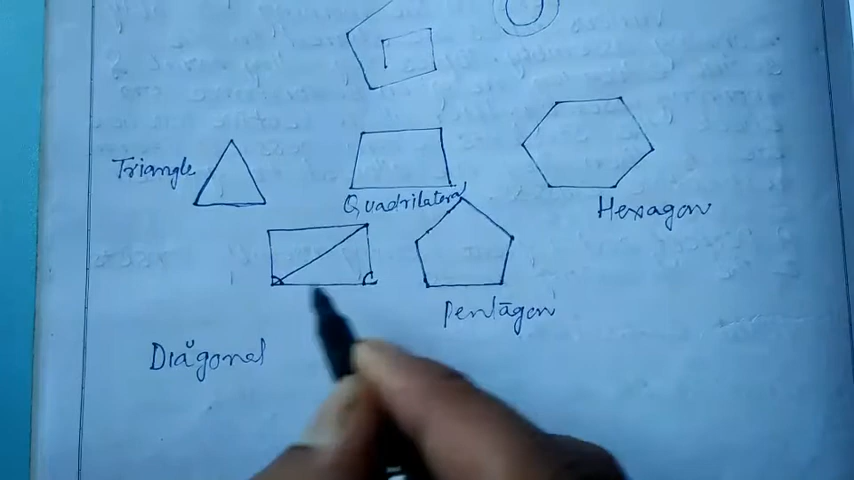 Triangle
Quadrilateral
Hexagon
D C
Pentagon
Diagonal